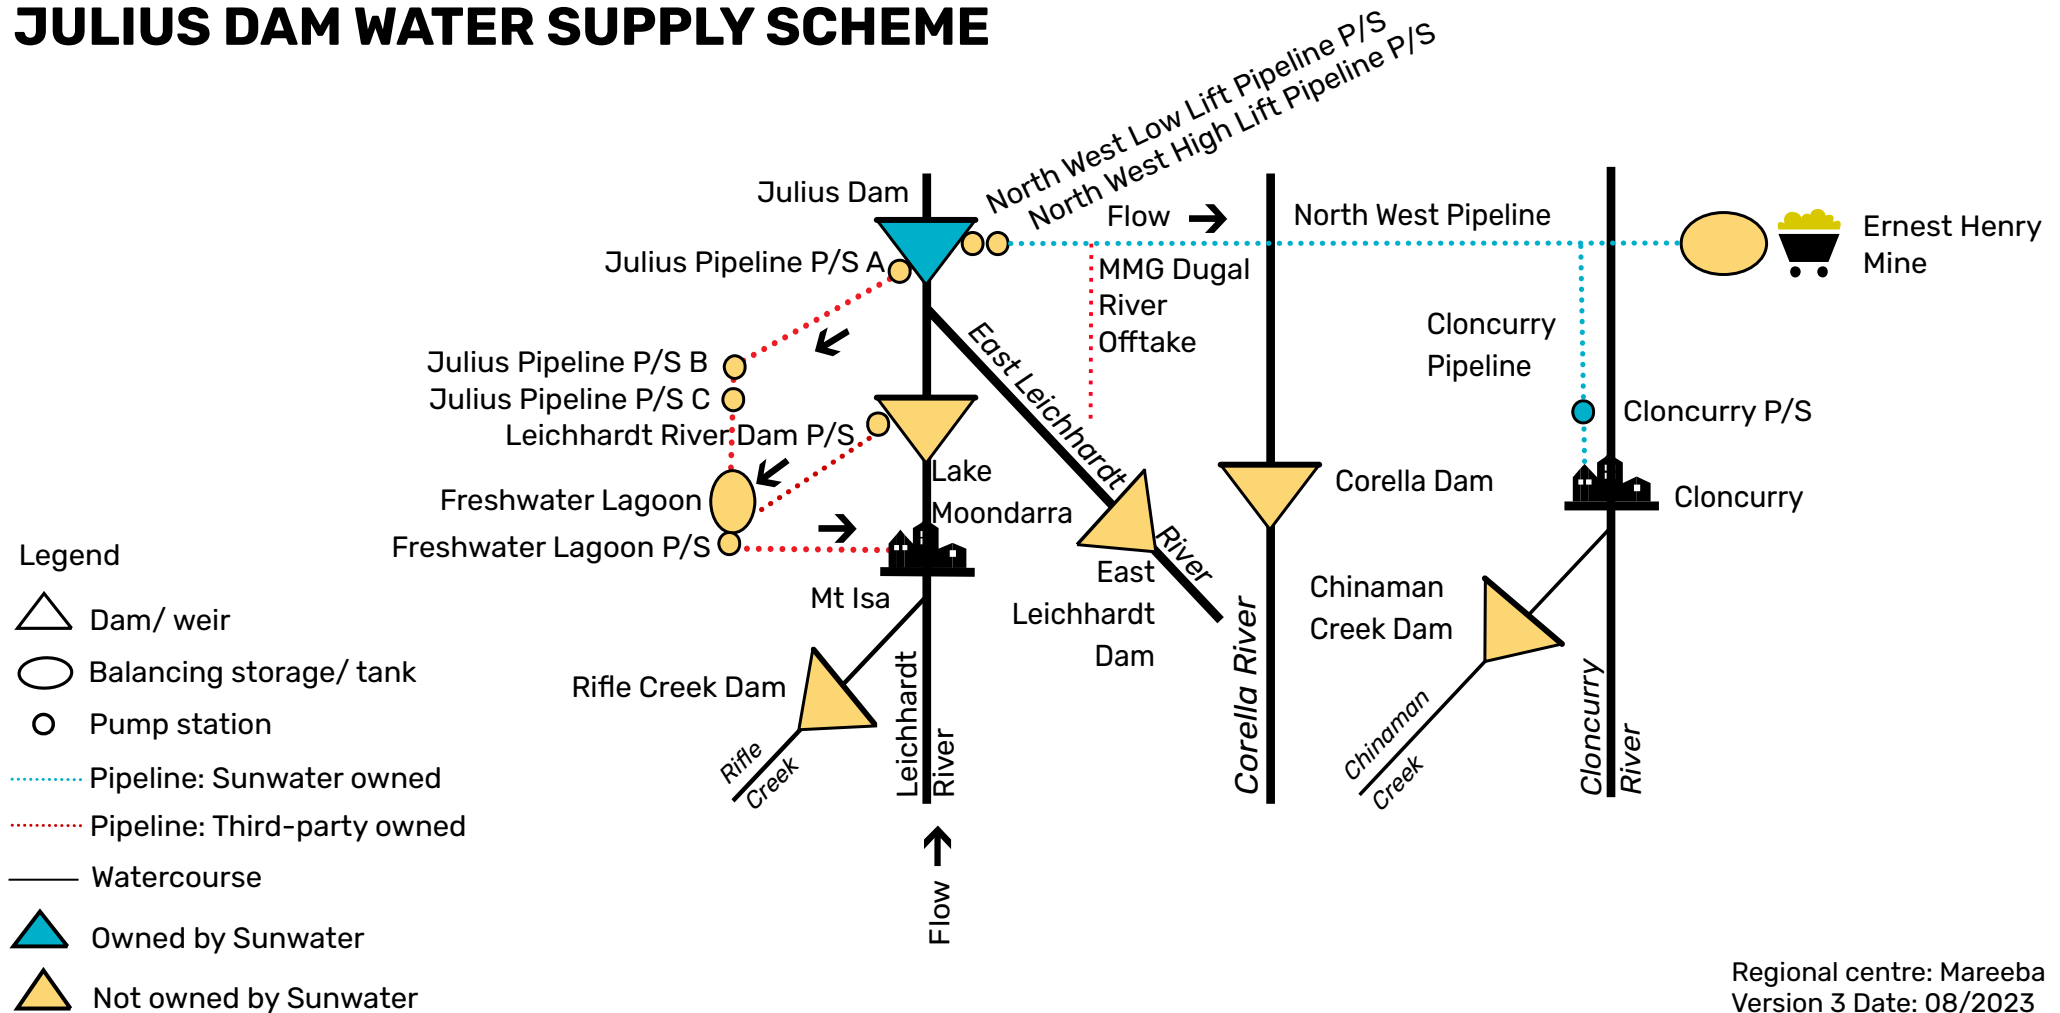 JULIUS DAM WATER SUPPLY SCHEME
North West Low Lift Pipeline P/S
North West High Lift Pipeline P/S
Julius Dam
Flow
North West Pipeline
Ernest Henry
Mine
Julius Pipeline P/S A
MMG Dugal
River
Offtake
Cloncurry
Pipeline
East Leichhardt
River
Julius Pipeline P/S B
Julius Pipeline P/S C
Leichhardt River Dam P/S
Cloncurry P/S
Lake
Moondarra
Corella Dam
Cloncurry
Freshwater Lagoon
Freshwater Lagoon P/S
Mt Isa
East
Leichhardt
Dam
Chinaman
Creek Dam
Rifle Creek Dam
Rifle
Creek
Leichhardt
River
Corella River
Chinaman
Creek
Cloncurry
River
Flow
Legend
Dam/ weir
Balancing storage/ tank
Pump station
Pipeline: Sunwater owned
Pipeline: Third-party owned
Watercourse
Owned by Sunwater
Not owned by Sunwater
Regional centre: Mareeba
Version 3 Date: 08/2023